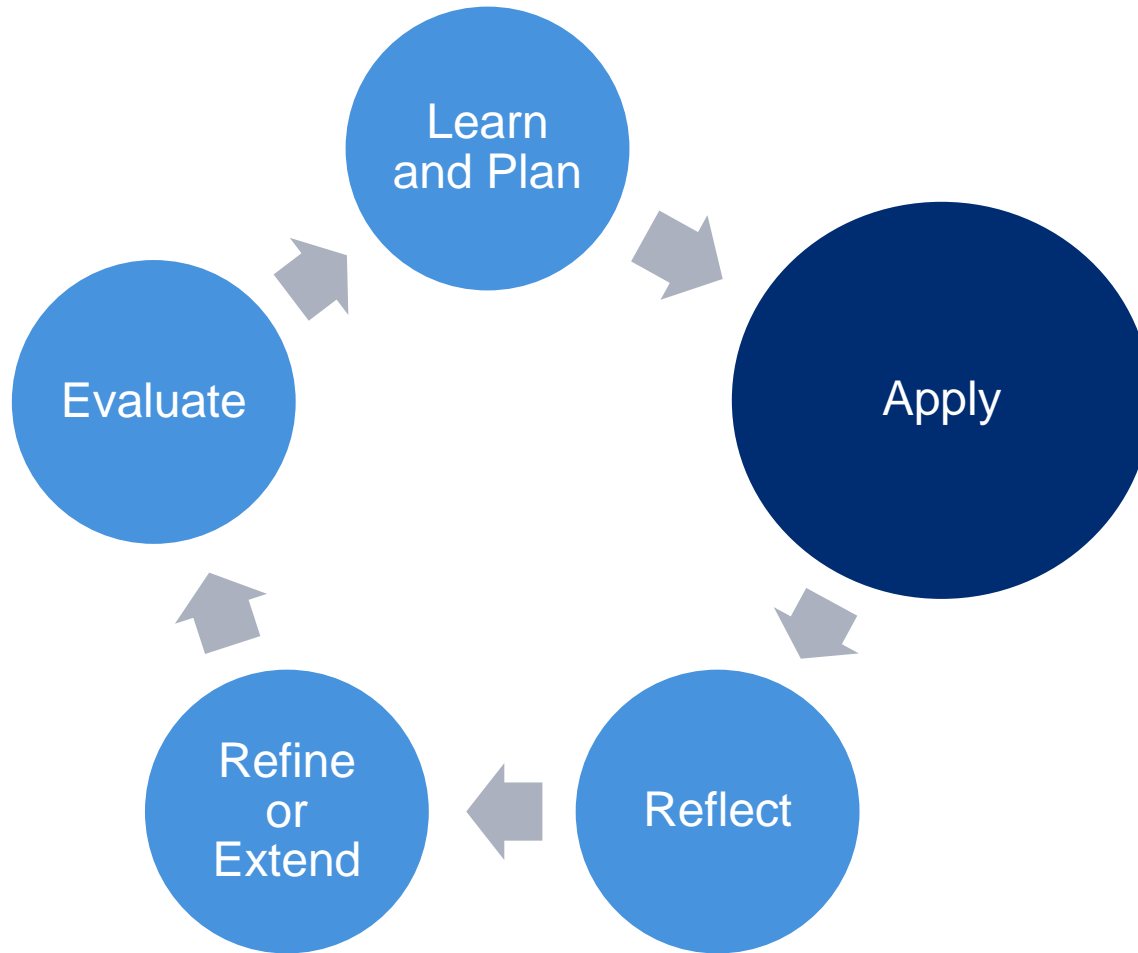 Learn
and Plan
Apply
Reflect
Refine
or
Extend
Evaluate